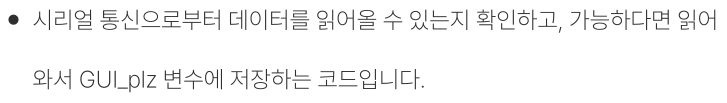 ● 시리얼 통신으로부터 데이터를 읽어올 수 있는지 확인하고, 가능하다면 읽어
와서 GUI_plz 변수에 저장하는 코드입니다.